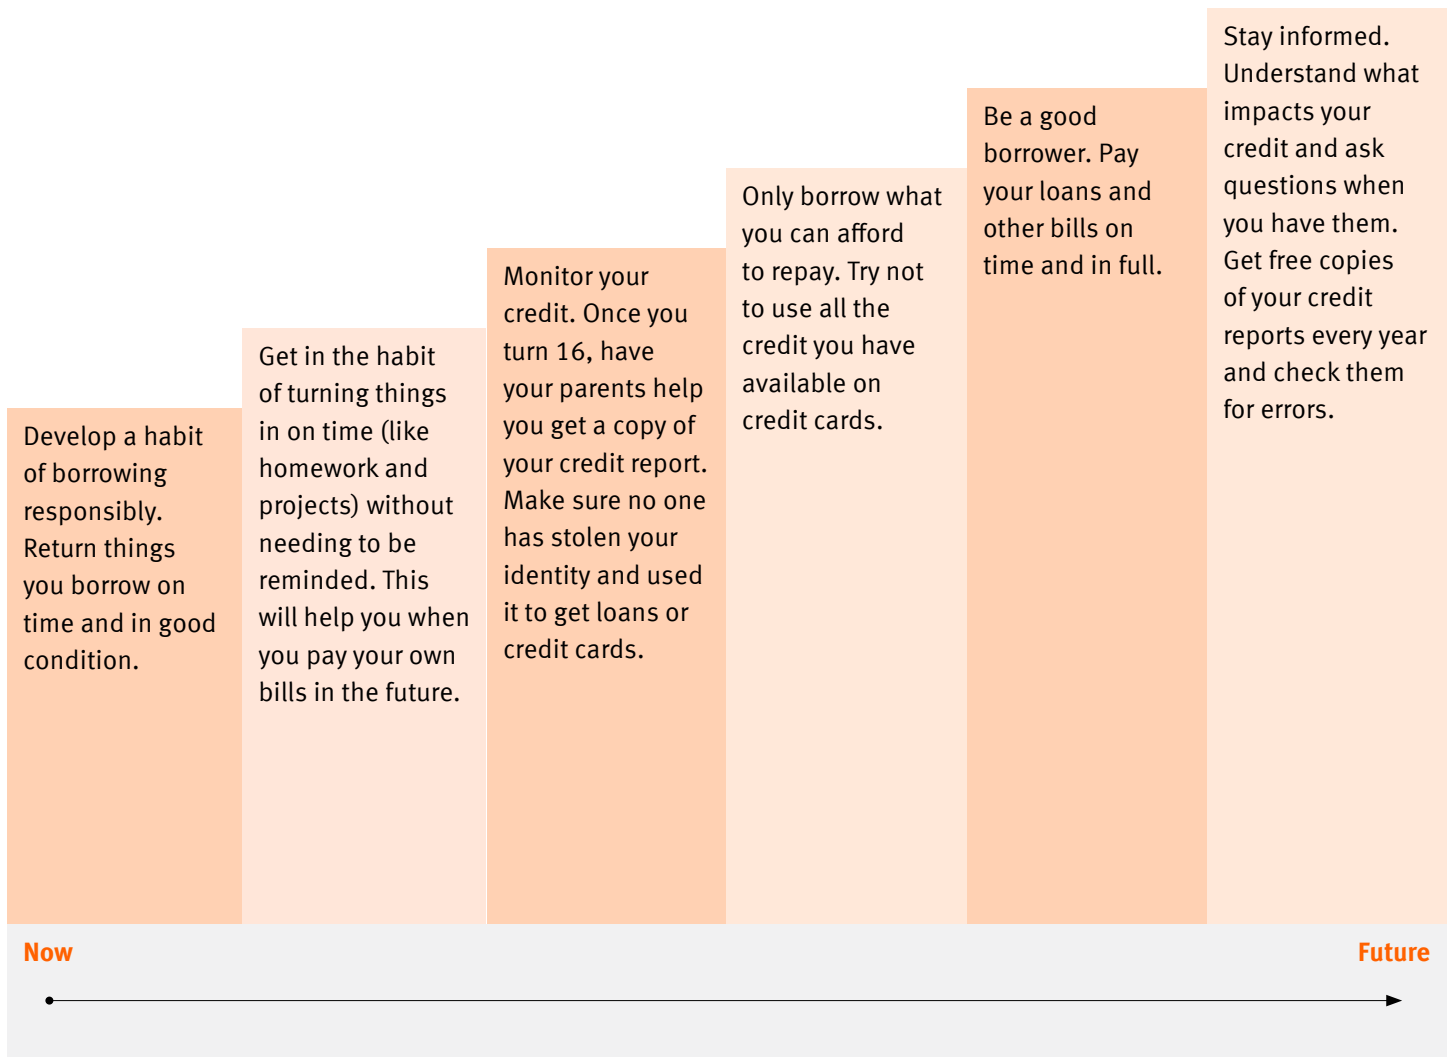 Develop a habit
of borrowing
responsibly.
Return things
you borrow on
time and in good
condition.
Get in the habit
of turning things
in on time (like
homework and
projects) without
needing to be
reminded. This
will help you when
you pay your own
bills in the future.
Monitor your
credit. Once you
turn 16, have
your parents help
you get a copy of
your credit report.
Make sure no one
has stolen your
identity and used
it to get loans or
credit cards.
Only borrow what
you can afford
to repay. Try not
to use all the
credit you have
available on
credit cards.
Be a good
borrower. Pay
your loans and
other bills on
time and in full.
Stay informed.
Understand what
impacts your
credit and ask
questions when
you have them.
Get free copies
of your credit
reports every year
and check them
for errors.
Now
Future